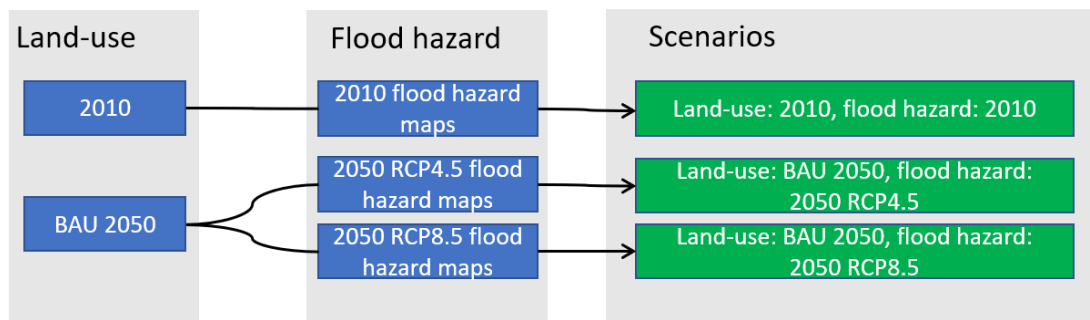 Land-use
Flood hazard
Scenarios
2010
2010 flood hazard
maps
Land-use: 2010, flood hazard: 2010
BAU 2050
2050 RCP4.5 flood
hazard maps
Land-use: BAU 2050, flood hazard:
2050 RCP4.5
2050 RCP8.5 flood
hazard maps
Land-use: BAU 2050, flood hazard:
2050 RCP8.5